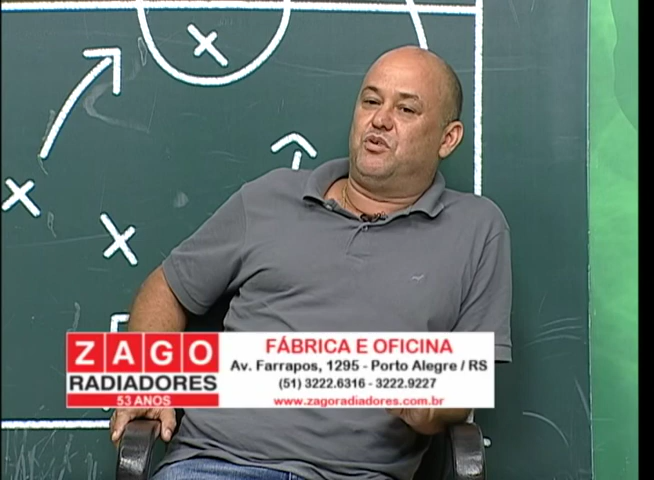 ZAGO
RADIADORES
53 ANOS
FÁBRICA E OFICINA
Av. Farrapos, 1295 - Porto Alegre / RS
(51) 3222.6316 - 3222.9227
www.zagoradiadores.com.br